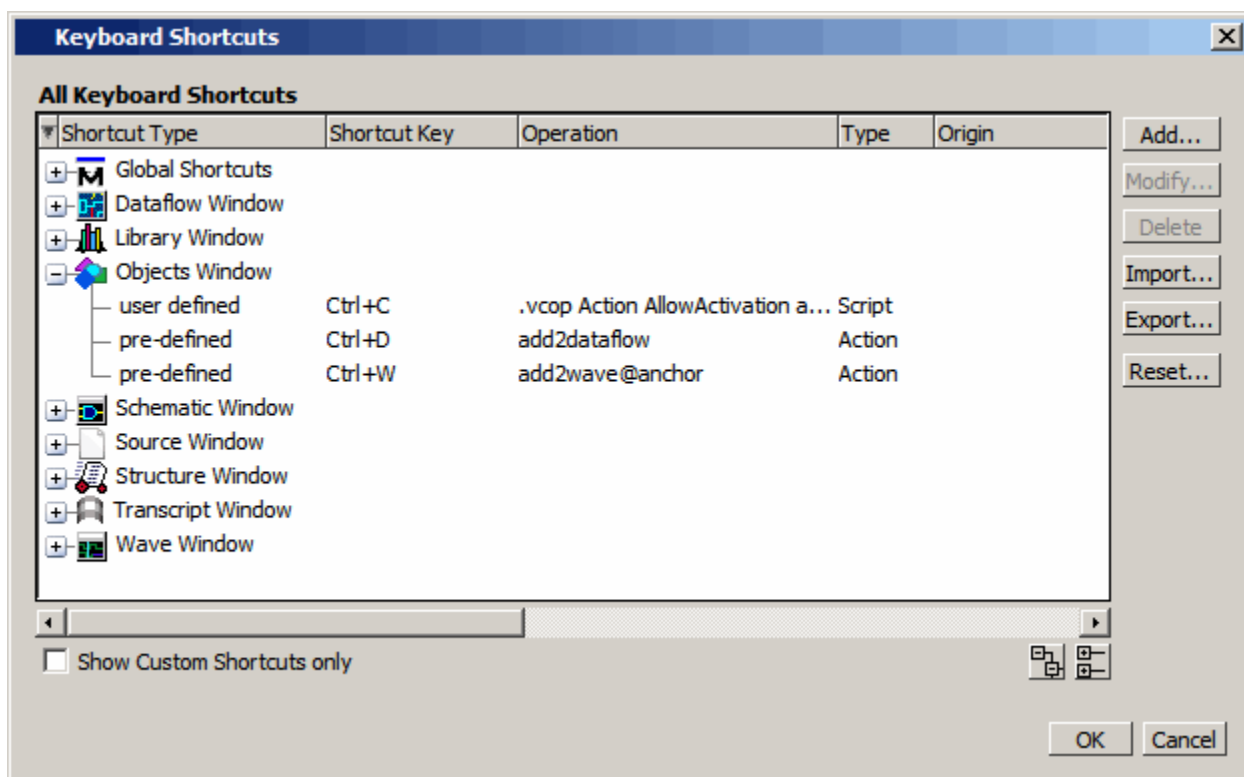 Keyboard Shortcuts
All Keyboard Shortcuts
Shortcut Type Shortcut Key Operation Type Origin
Add...
Global Shortcuts
Modify...
Dataflow Window
Delete
Library Window
Objects Window
Import...
user defined Ctrl+C .vcop Action AllowActivation a... Script
Export...
pre-defined Ctrl+D add2dataflow Action
pre-defined Ctrl+W add2wave@anchor Action
Reset...
Schematic Window
Source Window
Structure Window
Transcript Window
Wave Window
Show Custom Shortcuts only
OK Cancel